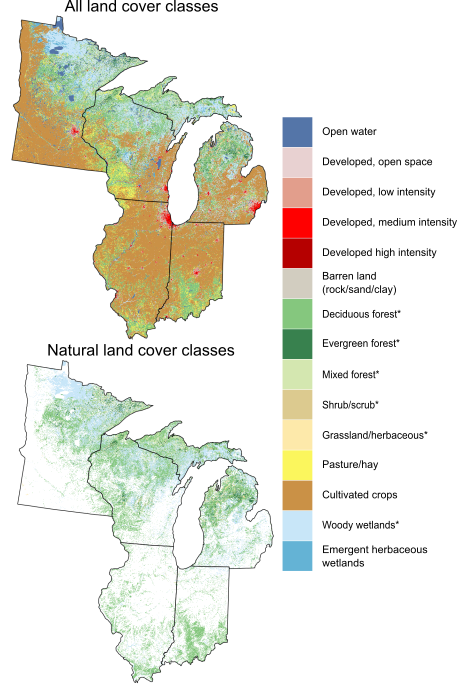 All land cover classes
Open water
Developed, open space
Developed, low intensity
Developed, medium intensity
Developed high intensity
Barren land
(rock/sand/clay)
Deciduous forest*
Evergreen forest*
Mixed forest*
Shrub/scrub*
Grassland/herbaceous*
Pasture/hay
Cultivated crops
Woody wetlands*
Emergent herbaceous
wetlands
Natural land cover classes